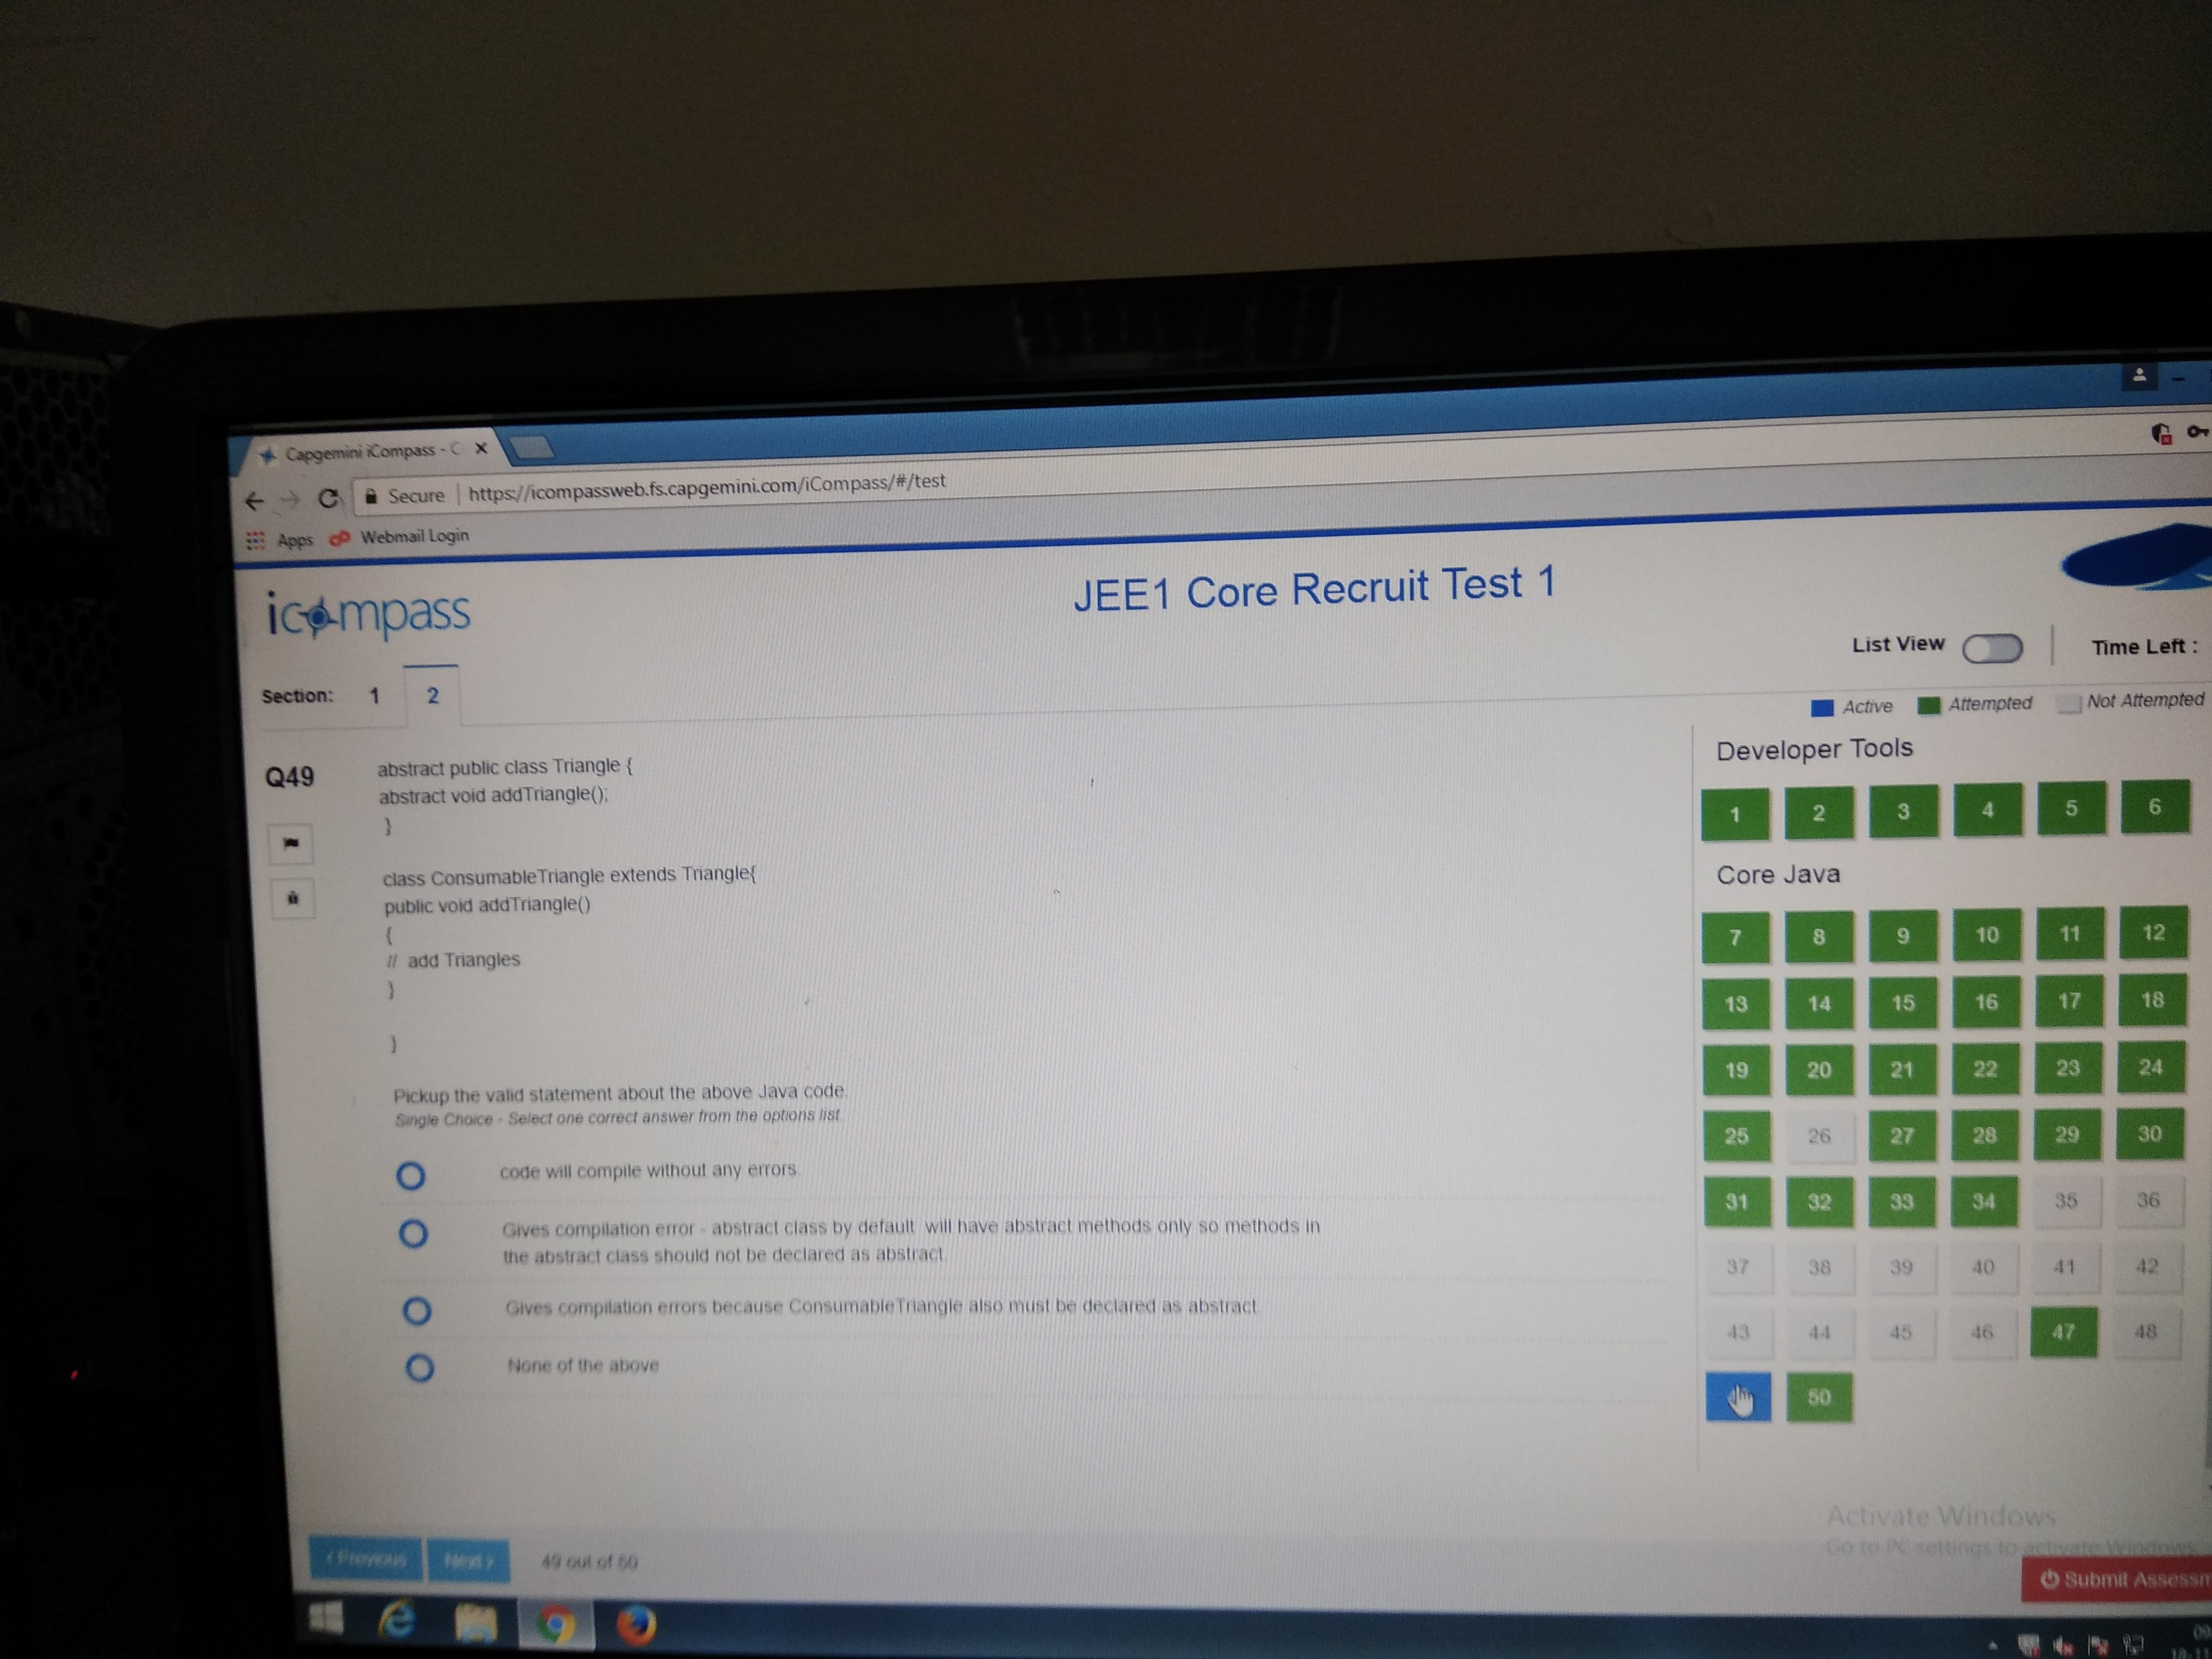 Capgemini iCompass - C
Secure | https://icompassweb.fs.capgemini.com/iCompass/#/test
Apps Webmail Login
icompass
JEE1 Core Recruit Test 1
List View
Time Left :
Section: 1 2
Active Attempted Not Attempted
Q49
abstract public class Triangle {
abstract void addTriangle();
}
class ConsumableTriangle extends Triangle{
public void addTriangle()
{
// add Triangles
}
}
Pickup the valid statement about the above Java code.
Single Choice - Select one correct answer from the options list.
code will compile without any errors.
Gives compilation error - abstract class by default will have abstract methods only so methods in
the abstract class should not be declared as abstract.
Gives compilation errors because ConsumableTriangle also must be declared as abstract.
None of the above
Developer Tools
1 2 3 4 5 6
Core Java
7 8 9 10 11 12
13 14 15 16 17 18
19 20 21 22 23 24
25 26 27 28 29 30
31 32 33 34 35 36
37 38 39 40 41 42
43 44 45 46 47 48
50
Activate Windows
Go to PC settings to activate Windows.
‹ Previous Next › 49 out of 50
Submit Assessm